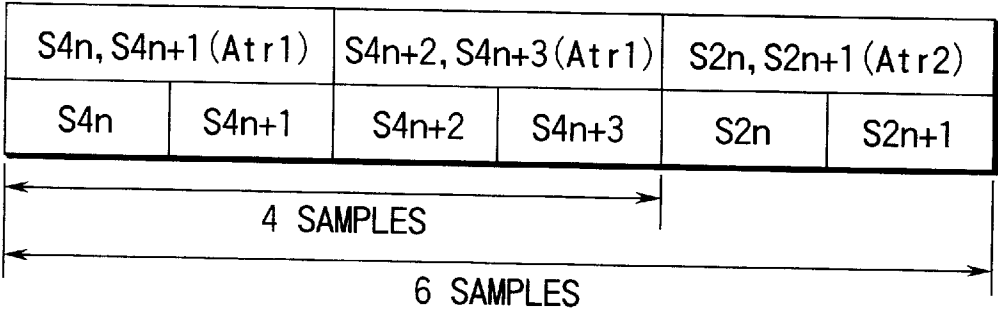 S4n, S4n+1 (Atr1) S4n+2, S4n+3 (Atr1) S2n, S2n+1 (Atr2)
S4n S4n+1 S4n+2 S4n+3 S2n S2n+1
4 SAMPLES
6 SAMPLES